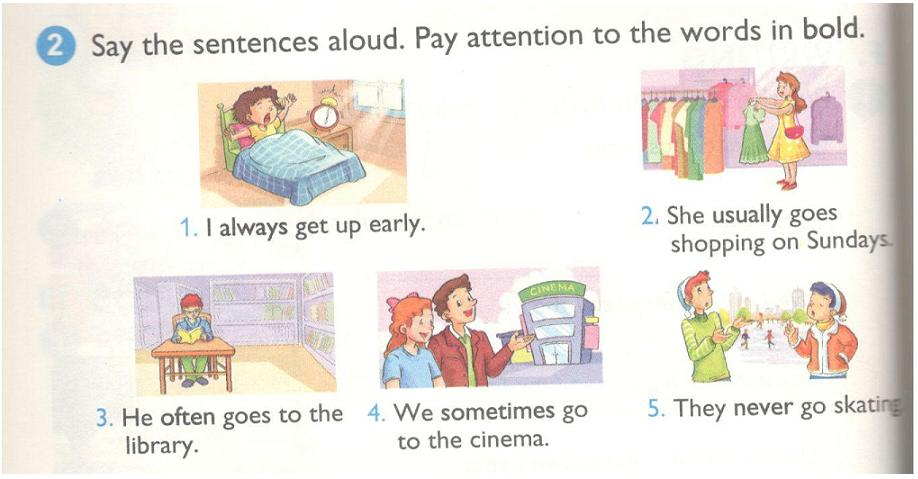 2 Say the sentences aloud. Pay attention to the words in bold.
1. I always get up early.
2. She usually goes
shopping on Sundays.
CINEMA
3. He often goes to the
library.
4. We sometimes go
to the cinema.
5. They never go skating